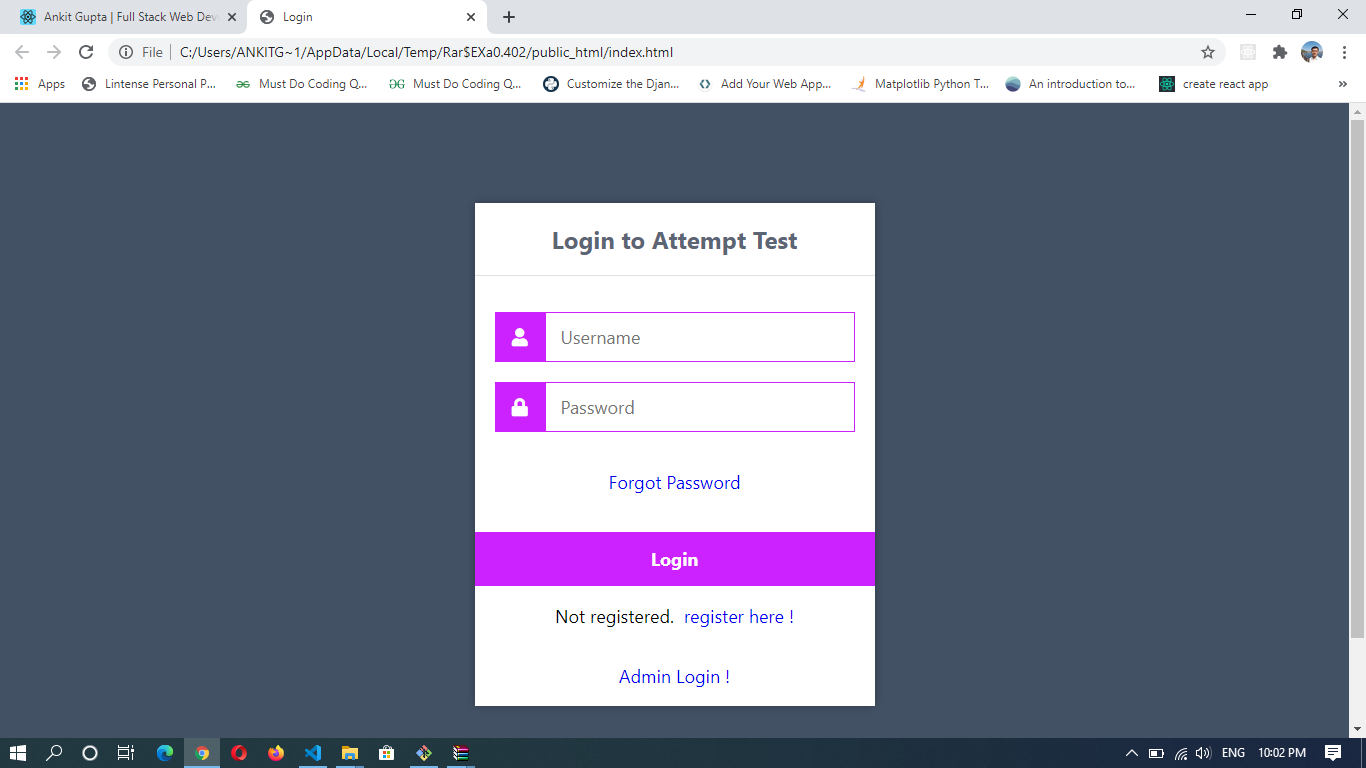 Ankit Gupta | Full Stack Web Dev
Login
File
C:/Users/ANKITG~1/AppData/Local/Temp/Rar$EXa0.402/public_html/index.html
Apps
Lintense Personal P...
Must Do Coding Q...
Must Do Coding Q...
Customize the Djan...
Add Your Web App...
Matplotlib Python T...
An introduction to...
create react app
Login to Attempt Test
Username
Password
Forgot Password
Login
Not registered. register here !
Admin Login !
ENG
10:02 PM